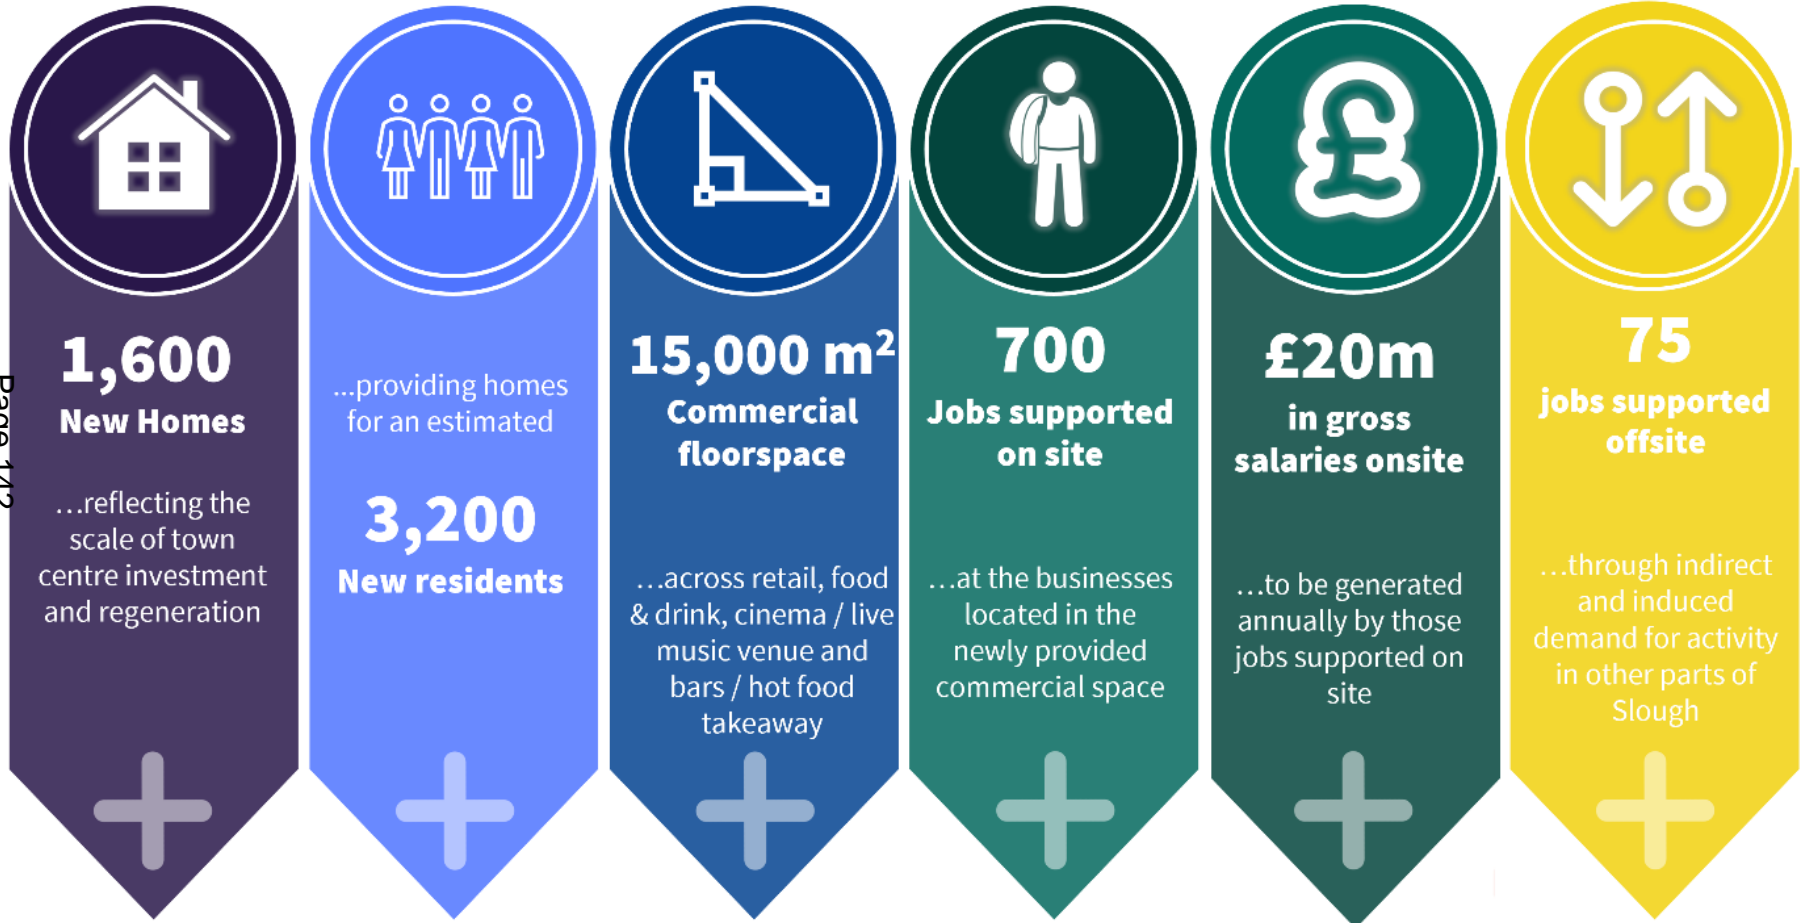 1,600
New Homes
...reflecting the
scale of town
centre investment
and regeneration
...providing homes
for an estimated
3,200
New residents
15,000 m²
Commercial
floorspace
...across retail, food
& drink, cinema / live
music venue and
bars / hot food
takeaway
700
Jobs supported
on site
...at the businesses
located in the
newly provided
commercial space
£20m
in gross
salaries onsite
...to be generated
annually by those
jobs supported on
site
75
jobs supported
offsite
...through indirect
and induced
demand for activity
in other parts of
Slough
Page 142